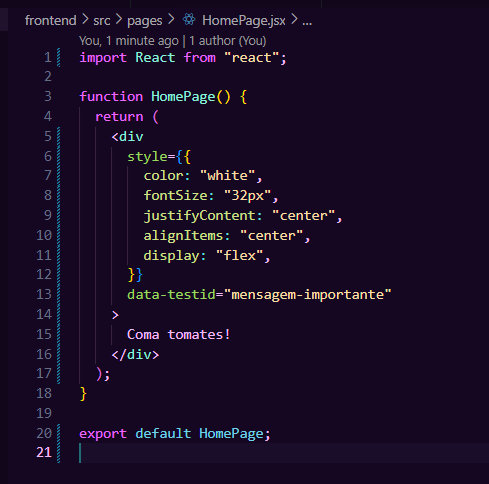 frontend > src > pages > HomePage.jsx > ...
You, 1 minute ago | 1 author (You)
1 import React from "react";
2
3 function HomePage() {
4 return (
5 <div
6 style={{
7 color: "white",
8 fontSize: "32px",
9 justifyContent: "center",
10 alignItems: "center",
11 display: "flex",
12 }}
13 data-testid="mensagem-importante"
14 >
15 Coma tomates!
16 </div>
17 );
18 }
19
20 export default HomePage;
21